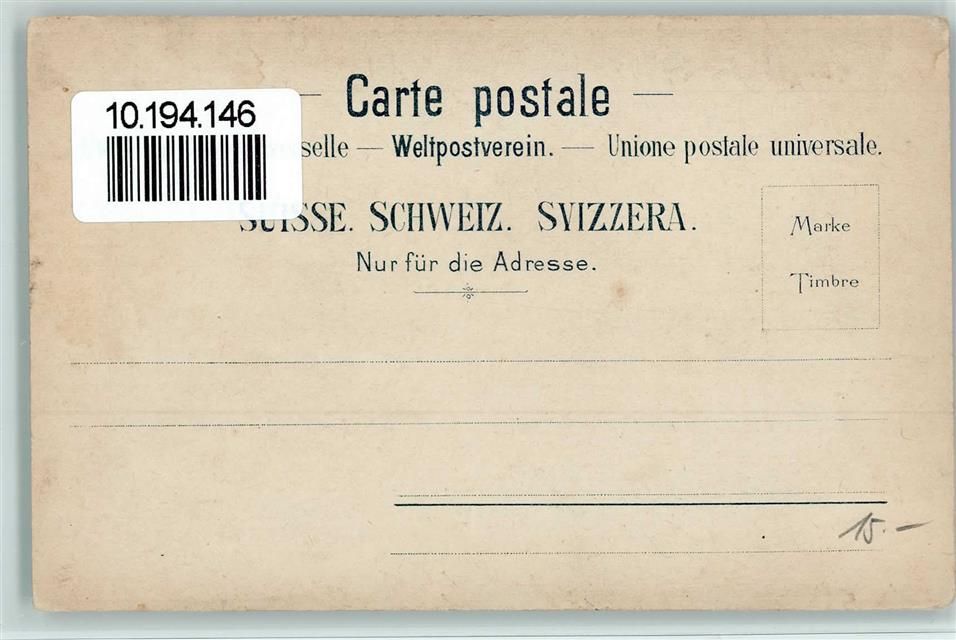 10.194.146
— Carte postale —
selle — Weltpostverein. — Unione postale universale.
SUISSE. SCHWEIZ. SVIZZERA.
Nur für die Adresse.
Marke
Timbre
15.-